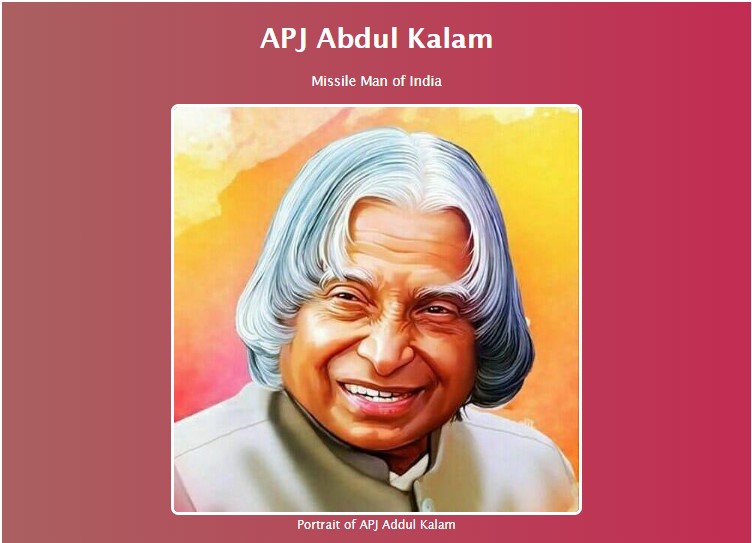 APJ Abdul Kalam
Missile Man of India
Portrait of APJ Addul Kalam